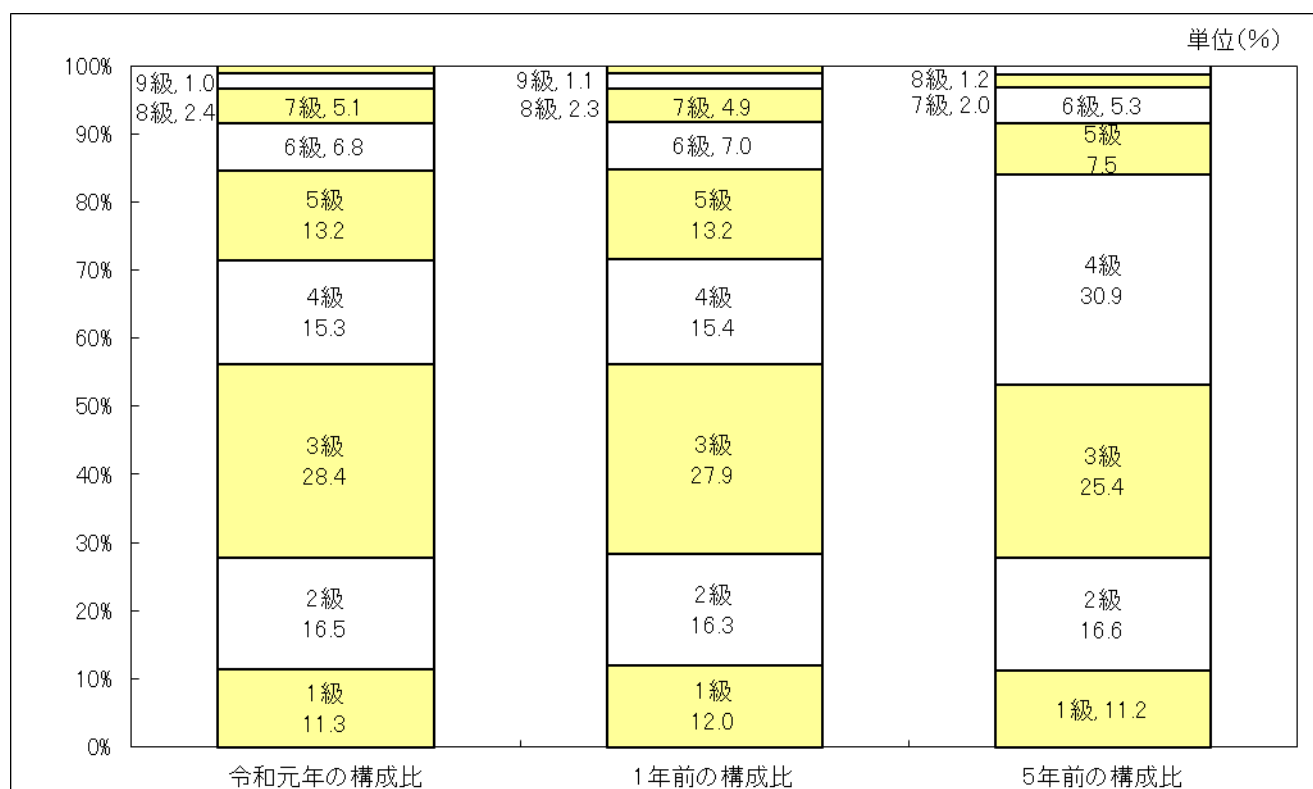 単位(%)
100%
90%
80%
70%
60%
50%
40%
30%
20%
10%
0%
9級, 1.0
8級, 2.4
7級, 5.1
6級, 6.8
5級
13.2
4級
15.3
3級
28.4
2級
16.5
1級
11.3
令和元年の構成比
9級, 1.1
8級, 2.3
7級, 4.9
6級, 7.0
5級
13.2
4級
15.4
3級
27.9
2級
16.3
1級
12.0
1年前の構成比
8級, 1.2
7級, 2.0
6級, 5.3
5級
7.5
4級
30.9
3級
25.4
2級
16.6
1級, 11.2
5年前の構成比